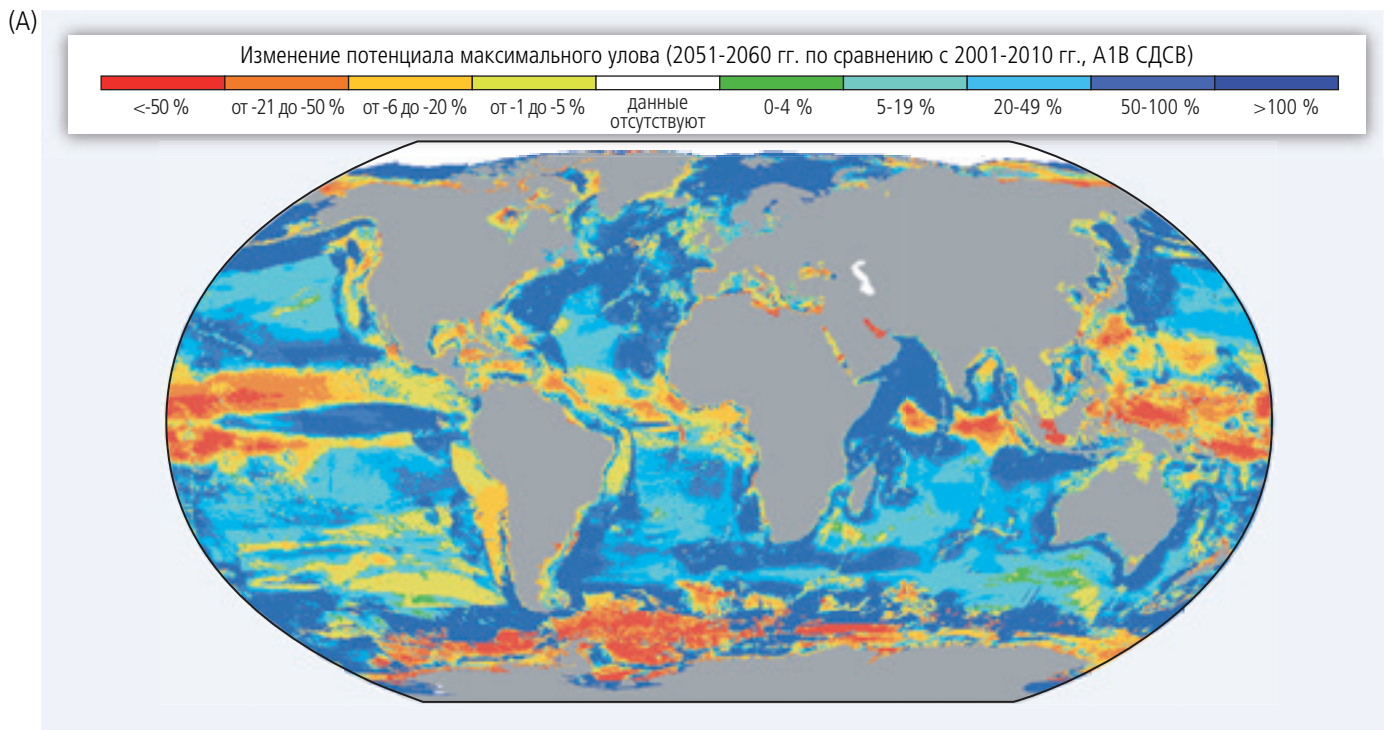 (A)
Изменение потенциала максимального улова (2051-2060 гг. по сравнению с 2001-2010 гг., A1B СДСВ)
<-50 % от -21 до -50 % от -6 до -20 % от -1 до -5 % данные отсутствуют 0-4 % 5-19 % 20-49 % 50-100 % >100 %